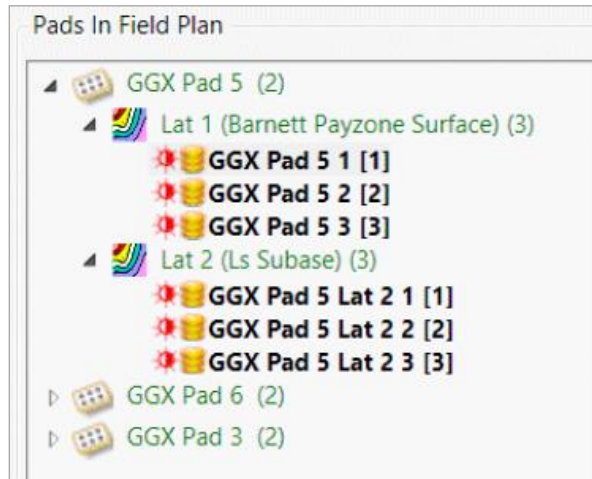 Pads In Field Plan
GGX Pad 5 (2)
Lat 1 (Barnett Payzone Surface) (3)
GGX Pad 5 1 [1]
GGX Pad 5 2 [2]
GGX Pad 5 3 [3]
Lat 2 (Ls Subase) (3)
GGX Pad 5 Lat 2 1 [1]
GGX Pad 5 Lat 2 2 [2]
GGX Pad 5 Lat 2 3 [3]
GGX Pad 6 (2)
GGX Pad 3 (2)